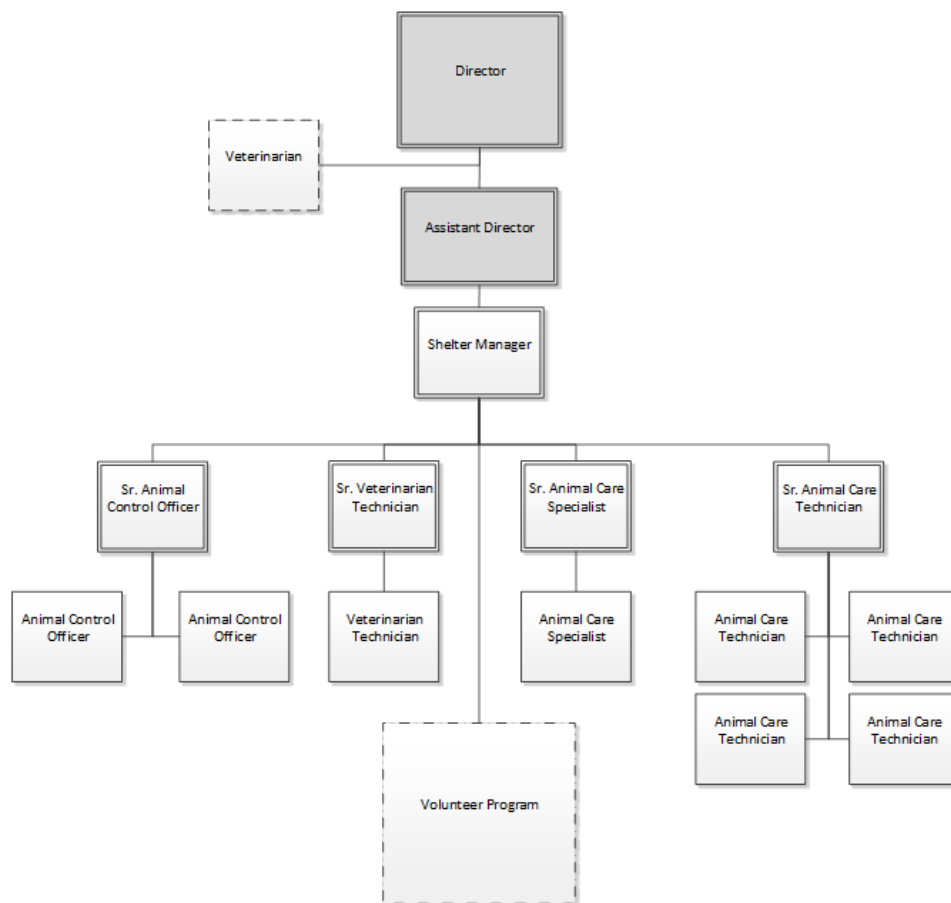 Director
Veterinarian
Assistant Director
Shelter Manager
Sr. Animal
Control Officer
Sr. Veterinarian
Technician
Sr. Animal Care
Specialist
Sr. Animal Care
Technician
Animal Control
Officer
Animal Control
Officer
Veterinarian
Technician
Animal Care
Specialist
Animal Care
Technician
Animal Care
Technician
Animal Care
Technician
Animal Care
Technician
Volunteer Program